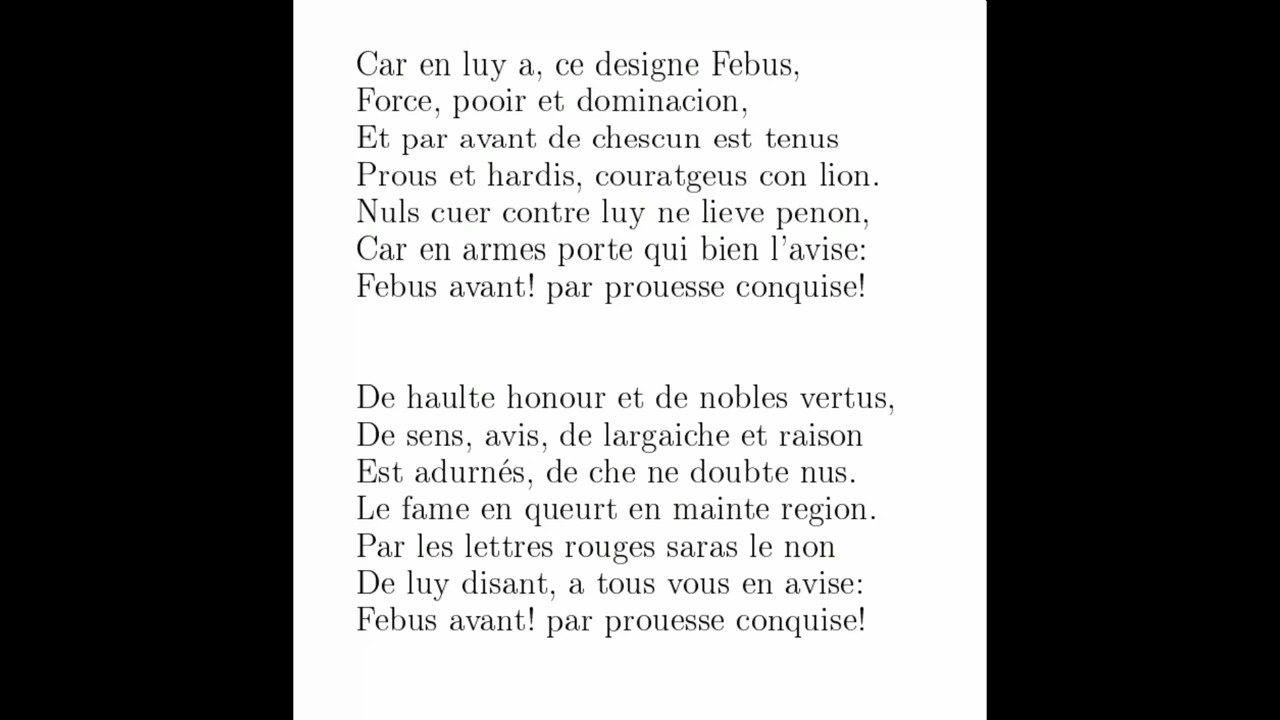 Car en luy a, ce designe Febus,
Force, pooir et dominacion,
Et par avant de chescun est tenus
Prous et hardis, couratgeus con lion.
Nuls cuer contre luy ne lieve penon,
Car en armes porte qui bien l'avise:
Febus avant! par prouesse conquise!
De haulte honour et de nobles vertus,
De sens, avis, de largaiche et raison
Est adurnés, de che ne doubte nus.
Le fame en queurt en mainte region.
Par les lettres rouges saras le non
De luy disant, a tous vous en avise:
Febus avant! par prouesse conquise!